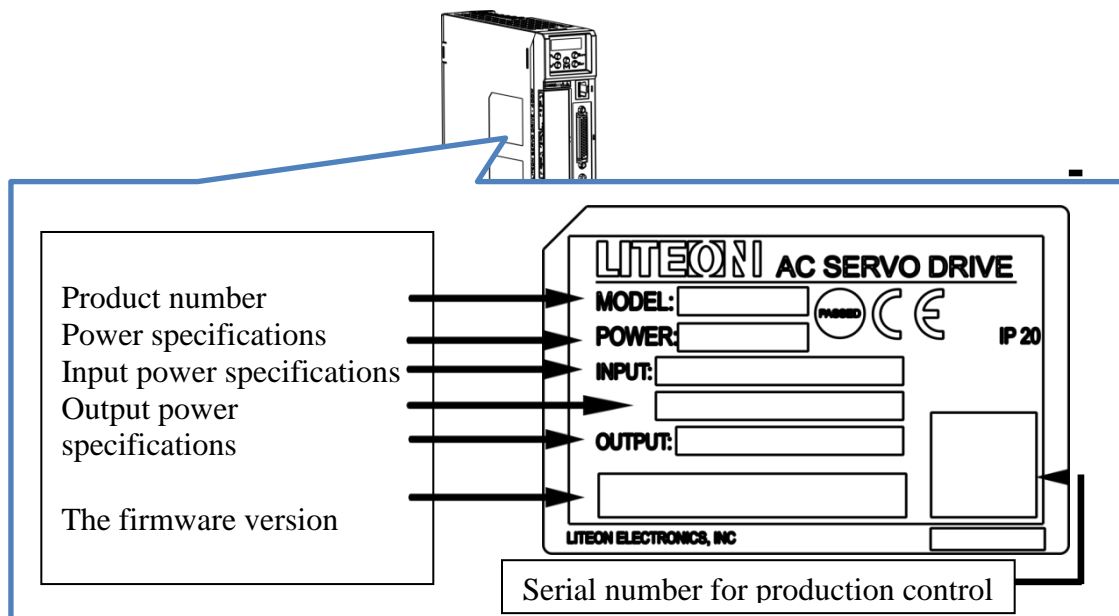 Product number
Power specifications
Input power specifications
Output power
specifications
The firmware version
LITEON AC SERVO DRIVE
MODEL:
PASSED CE
POWER:
IP 20
INPUT:
OUTPUT:
LITEON ELECTRONICS, INC
Serial number for production control